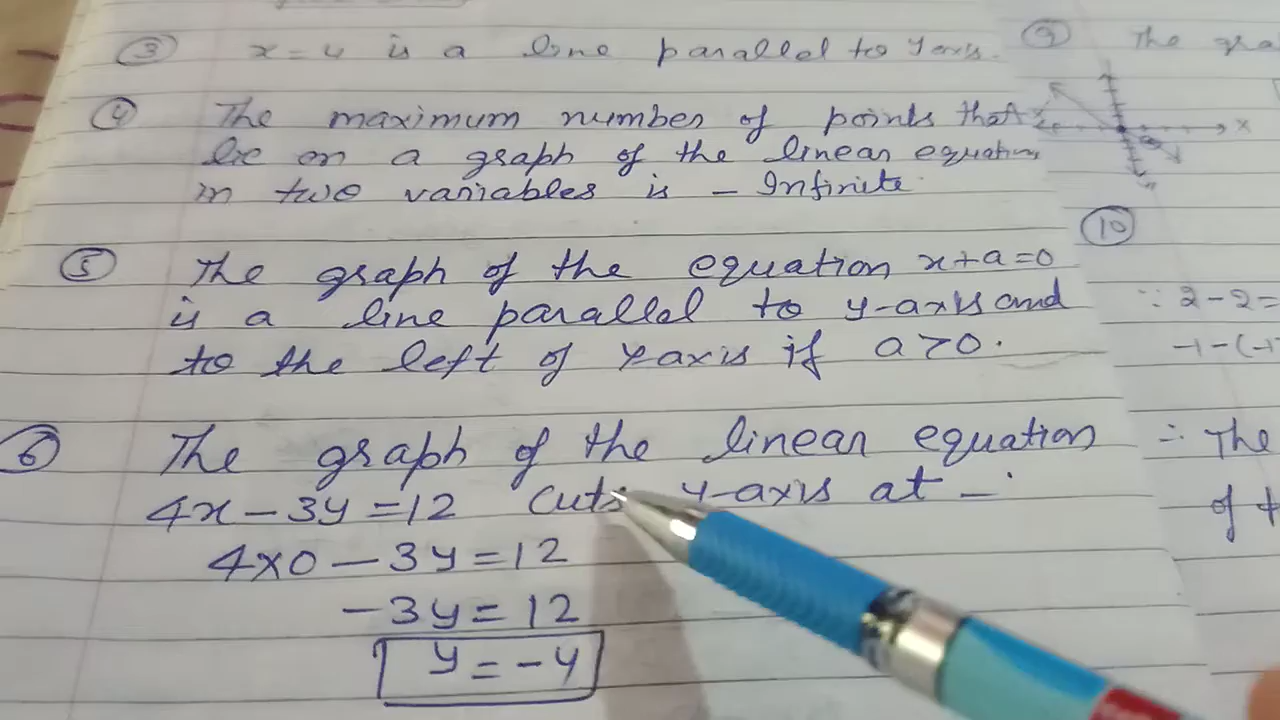 ③ x = 4 is a line parallel to Y axis.
④ The maximum number of points that
lie on a graph of the linear equation
in two variables is - Infinite
⑤ The graph of the equation x+a=0
is a line parallel to y-axis and
to the left of y axis if a>0.
⑥ The graph of the linear equation
4x - 3y = 12 cuts y-axis at -.
4×0 - 3y = 12
-3y = 12
y = -4
⑨ The gra
X
⑩
∵ 2-2=
-1-(-1
∴ The
of t